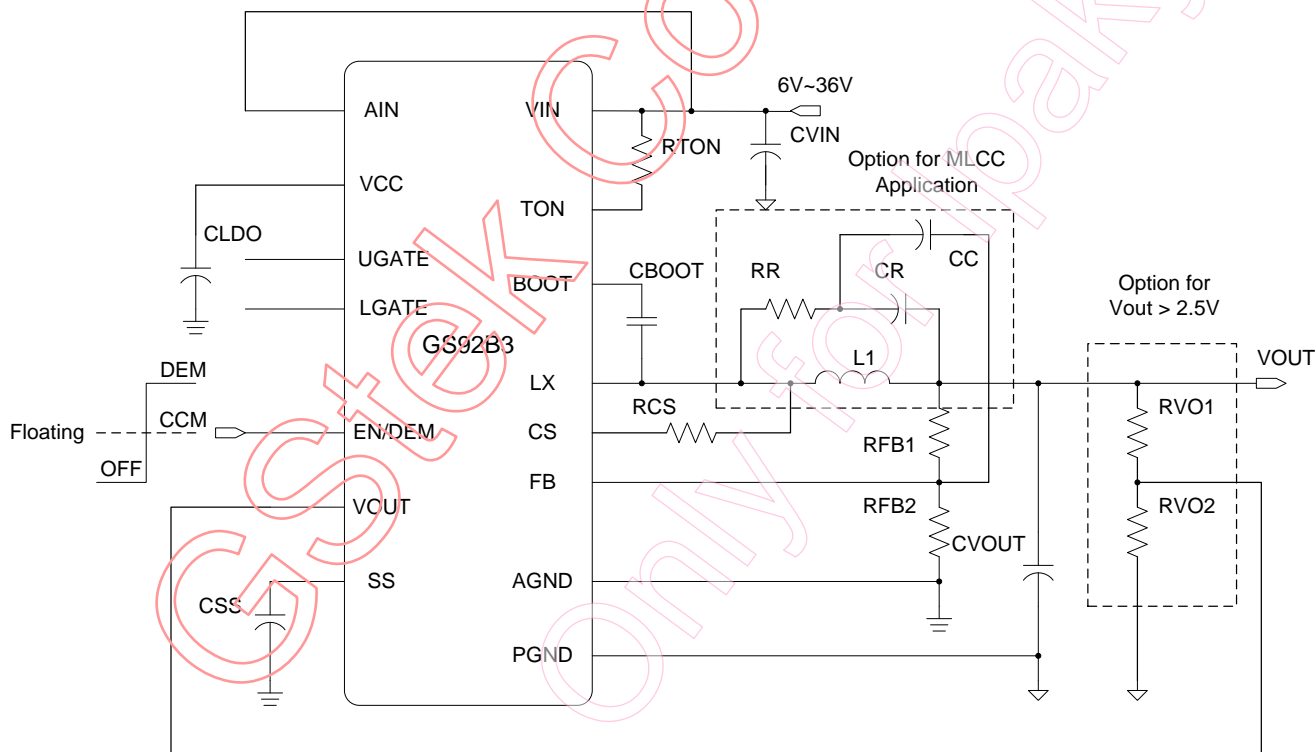 6V~36V
AIN
VIN
RTON
CVIN
Option for MLCC
Application
VCC
TON
CLDO
UGATE
BOOT
CBOOT
RR
CR
CC
LGATE
Option for
Vout > 2.5V
GS92B3
L1
VOUT
DEM
LX
RCS
RVO1
Floating
CCM
EN/DEM
CS
RFB1
OFF
FB
VOUT
RFB2
RVO2
CVOUT
SS
AGND
CSS
PGND
GStek Co
Only for lpaky